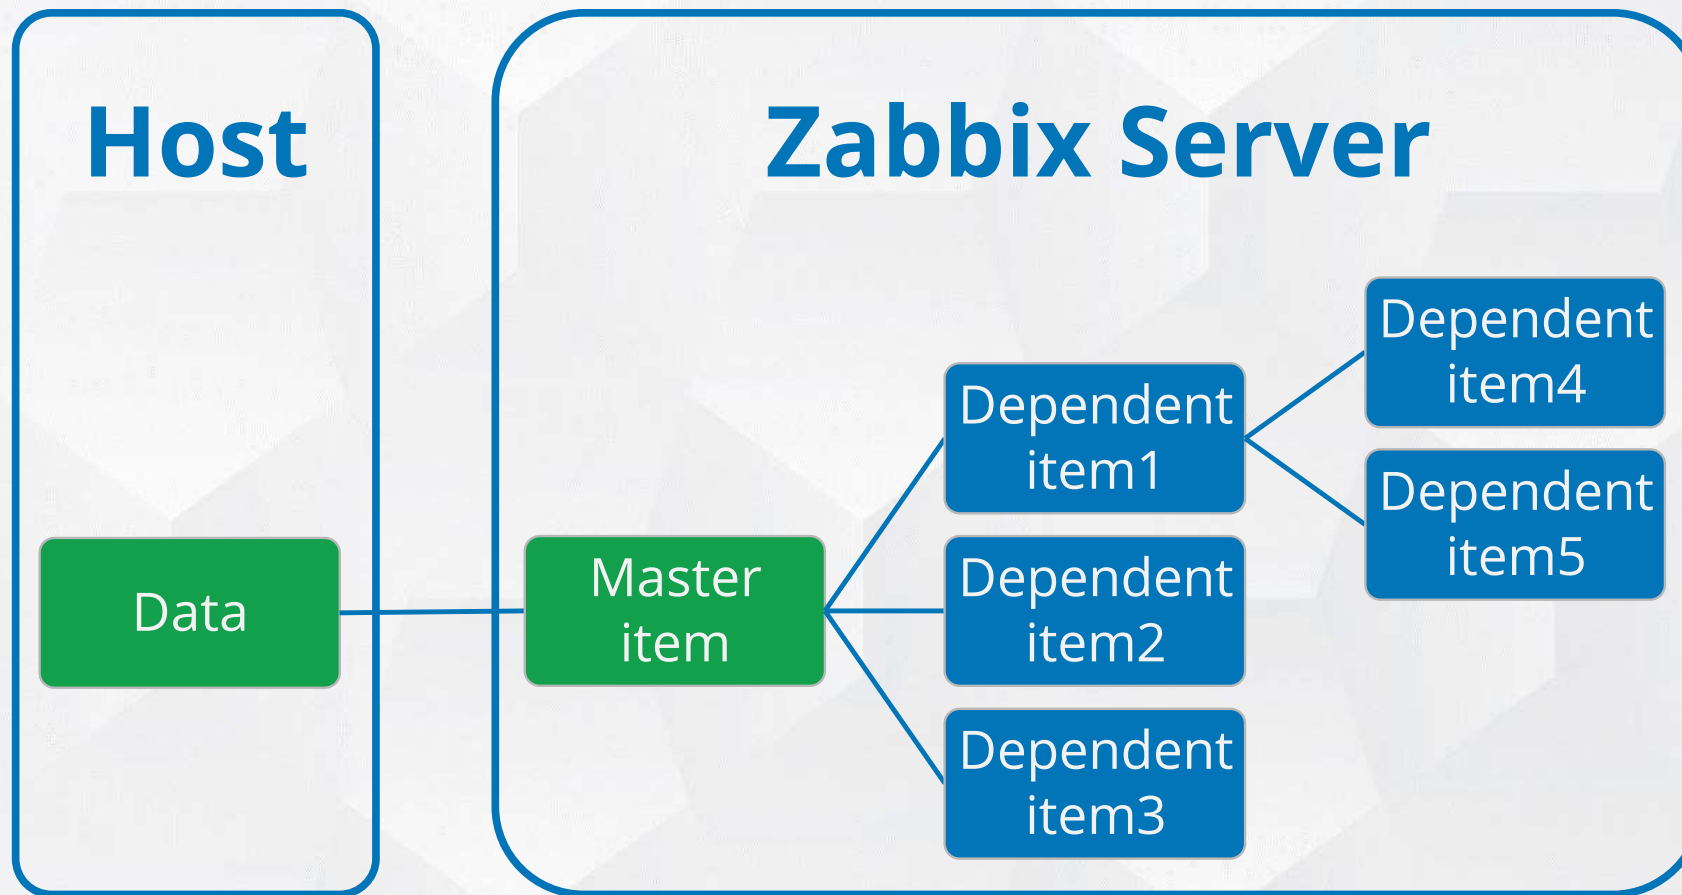 Host
Zabbix Server
Data
Master
item
Dependent
item1
Dependent
item2
Dependent
item3
Dependent
item4
Dependent
item5